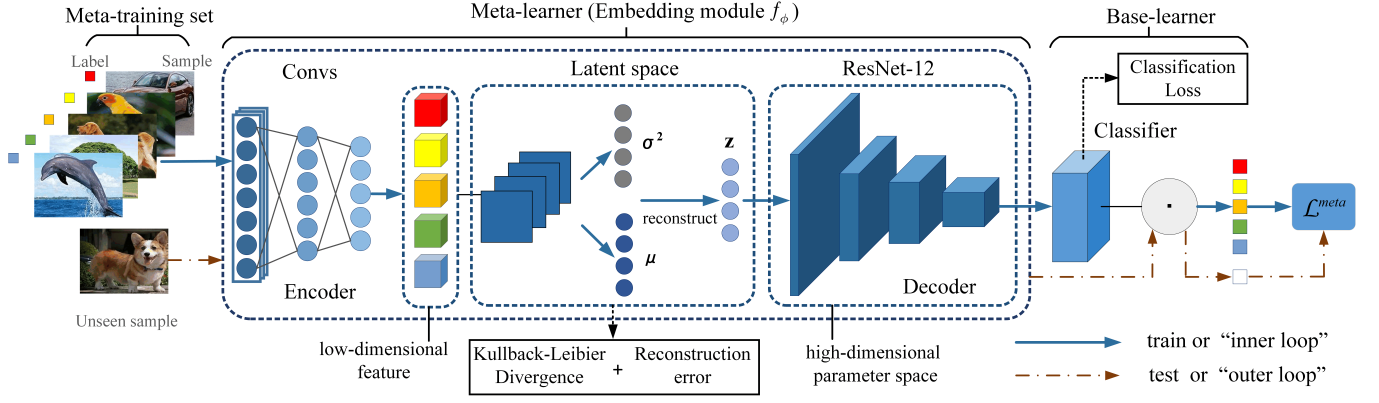 Meta-training set
Meta-learner (Embedding module fϕ)
Base-learner
Label
Sample
Convs
Latent space
ResNet-12
Classification
Loss
Classifier
σ²
z
reconstruct
μ
ℒmeta
Encoder
Decoder
Unseen sample
low-dimensional
feature
Kullback-Leibier
Divergence
+
Reconstruction
error
high-dimensional
parameter space
train or “inner loop”
test or “outer loop”